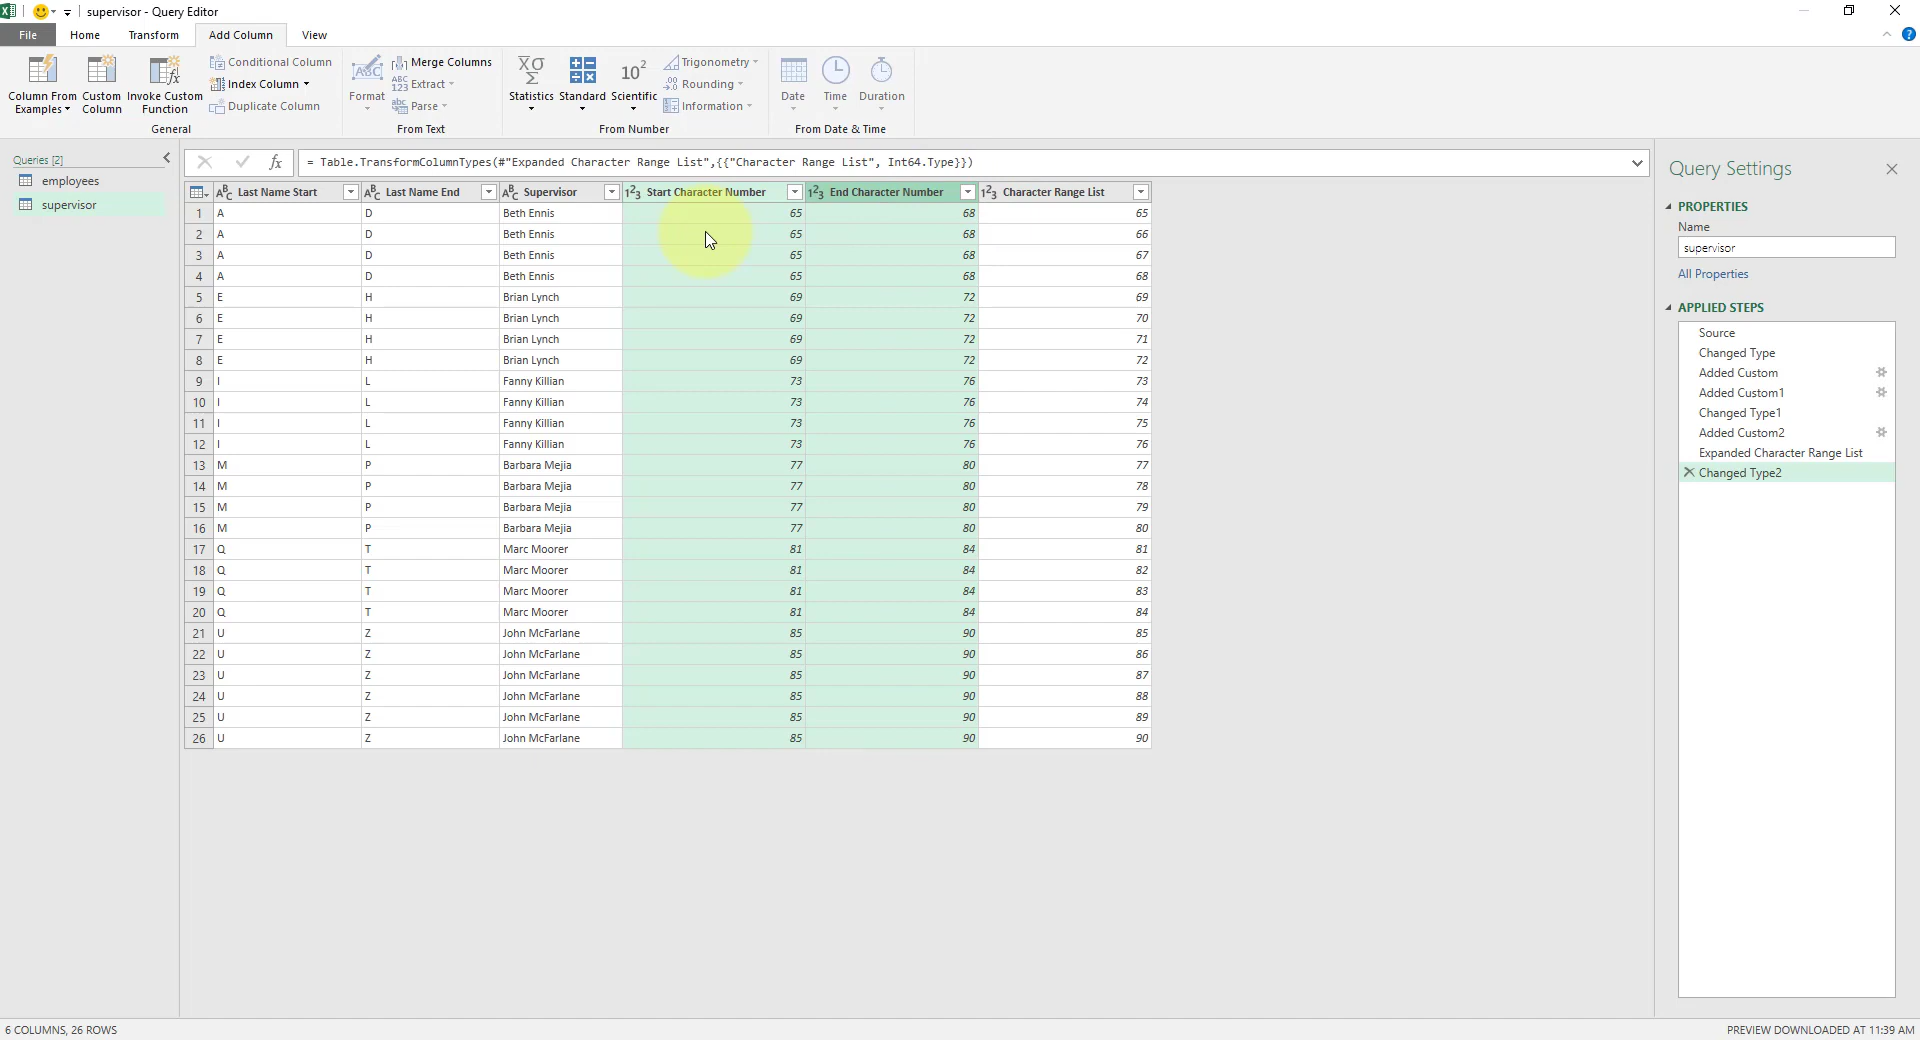 supervisor - Query Editor
File Home Transform Add Column View
Column From Examples
Custom Column
Invoke Custom Function
Conditional Column
Index Column
Duplicate Column
General
Format
Merge Columns
Extract
Parse
From Text
Statistics
Standard
Scientific
Trigonometry
Rounding
Information
From Number
Date
Time
Duration
From Date & Time
Queries [2]
employees
supervisor
= Table.TransformColumnTypes(#"Expanded Character Range List",{{"Character Range List", Int64.Type}})
Last Name Start Last Name End Supervisor Start Character Number End Character Number Character Range List
1 A D Beth Ennis 65 68 65
2 A D Beth Ennis 65 68 66
3 A D Beth Ennis 65 68 67
4 A D Beth Ennis 65 68 68
5 E H Brian Lynch 69 72 69
6 E H Brian Lynch 69 72 70
7 E H Brian Lynch 69 72 71
8 E H Brian Lynch 69 72 72
9 I L Fanny Killian 73 76 73
10 I L Fanny Killian 73 76 74
11 I L Fanny Killian 73 76 75
12 I L Fanny Killian 73 76 76
13 M P Barbara Mejia 77 80 77
14 M P Barbara Mejia 77 80 78
15 M P Barbara Mejia 77 80 79
16 M P Barbara Mejia 77 80 80
17 Q T Marc Moorer 81 84 81
18 Q T Marc Moorer 81 84 82
19 Q T Marc Moorer 81 84 83
20 Q T Marc Moorer 81 84 84
21 U Z John McFarlane 85 90 85
22 U Z John McFarlane 85 90 86
23 U Z John McFarlane 85 90 87
24 U Z John McFarlane 85 90 88
25 U Z John McFarlane 85 90 89
26 U Z John McFarlane 85 90 90
Query Settings
PROPERTIES
Name
supervisor
All Properties
APPLIED STEPS
Source
Changed Type
Added Custom
Added Custom1
Changed Type1
Added Custom2
Expanded Character Range List
Changed Type2
6 COLUMNS, 26 ROWS
PREVIEW DOWNLOADED AT 11:39 AM